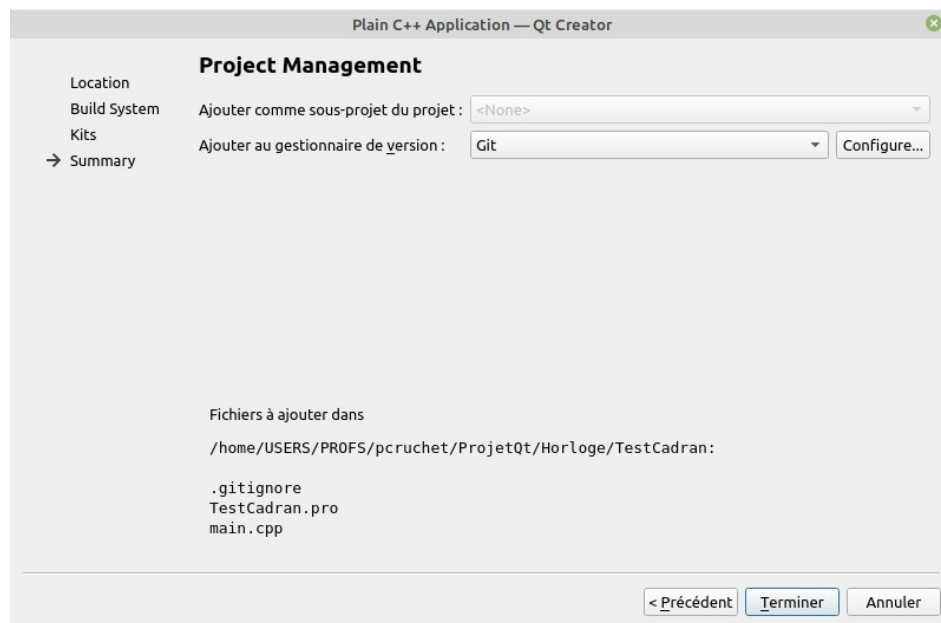 Plain C++ Application — Qt Creator
Location
Build System
Kits
Summary
Project Management
Ajouter comme sous-projet du projet : <None>
Ajouter au gestionnaire de version : Git Configure...
Fichiers à ajouter dans
/home/USERS/PROFS/pcruchet/ProjetQt/Horloge/TestCadran:
.gitignore
TestCadran.pro
main.cpp
< Précédent Terminer Annuler